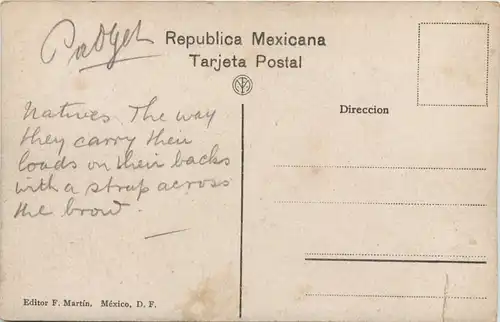 Padget
Republica Mexicana
Tarjeta Postal
Direccion
Natives. The way
they carry their
loads on their backs
with a strap across
the brow.
Editor F. Martín. México, D. F.